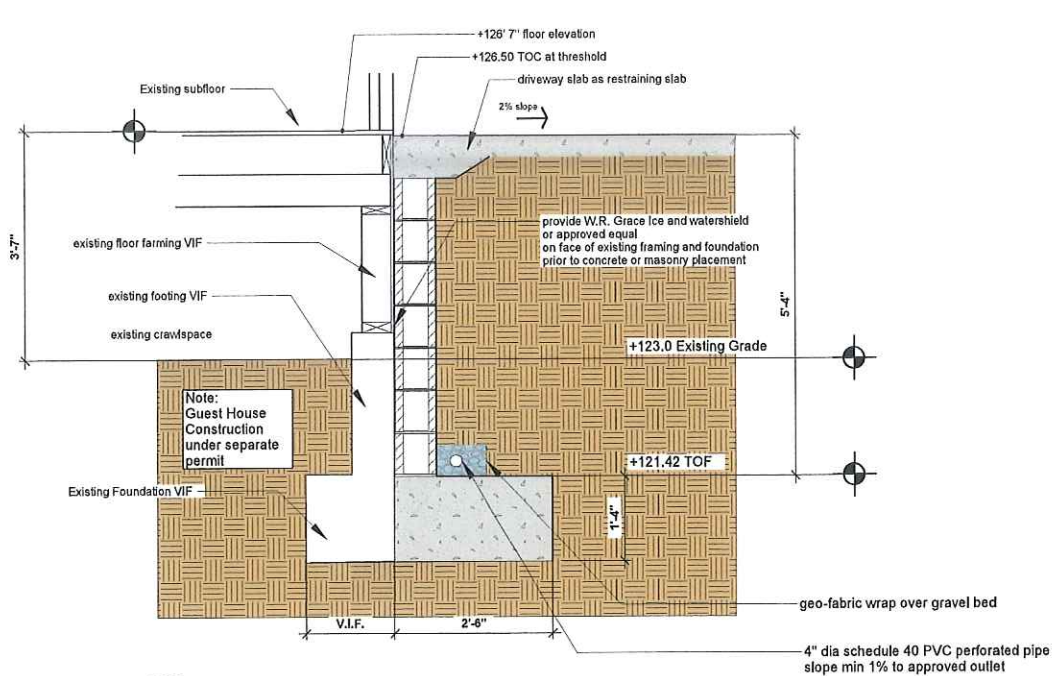 +126' 7" floor elevation
+126.50 TOC at threshold
driveway slab as restraining slab
Existing subfloor
2% slope
3'-7"
existing floor farming VIF
provide W.R. Grace Ice and watershield
or approved equal
on face of existing framing and foundation
prior to concrete or masonry placement
existing footing VIF
existing crawlspace
5'-4"
+123.0 Existing Grade
Note:
Guest House
Construction
under separate
permit
+121.42 TOF
Existing Foundation VIF
1'-4"
geo-fabric wrap over gravel bed
V.I.F.
2'-6"
4" dia schedule 40 PVC perforated pipe
slope min 1% to approved outlet